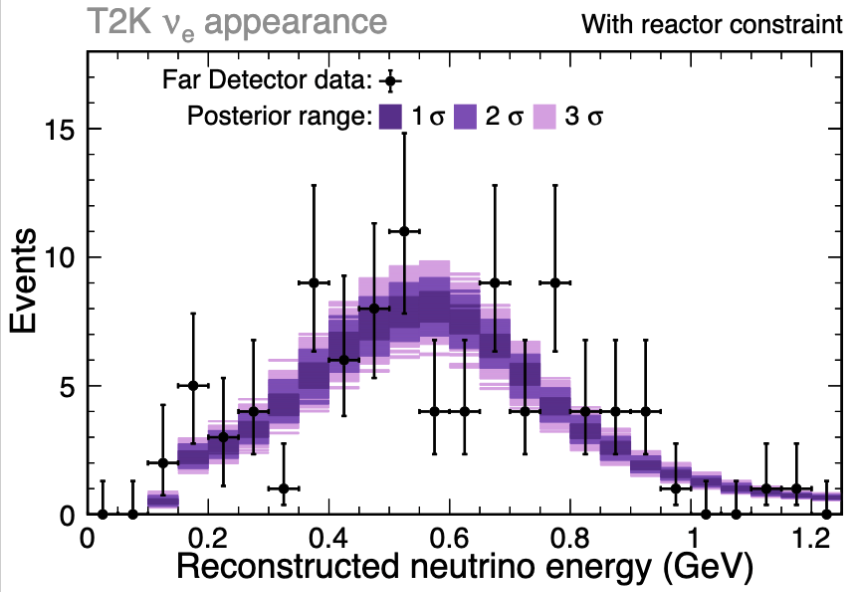 T2K νₑ appearance
With reactor constraint
Far Detector data:
Posterior range: 1 σ 2 σ 3 σ
15
10
5
0
Events
0 0.2 0.4 0.6 0.8 1 1.2
Reconstructed neutrino energy (GeV)